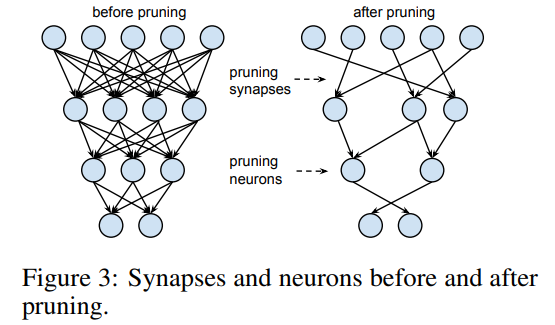 before pruning
after pruning
pruning
synapses
pruning
neurons
Figure 3: Synapses and neurons before and after
pruning.